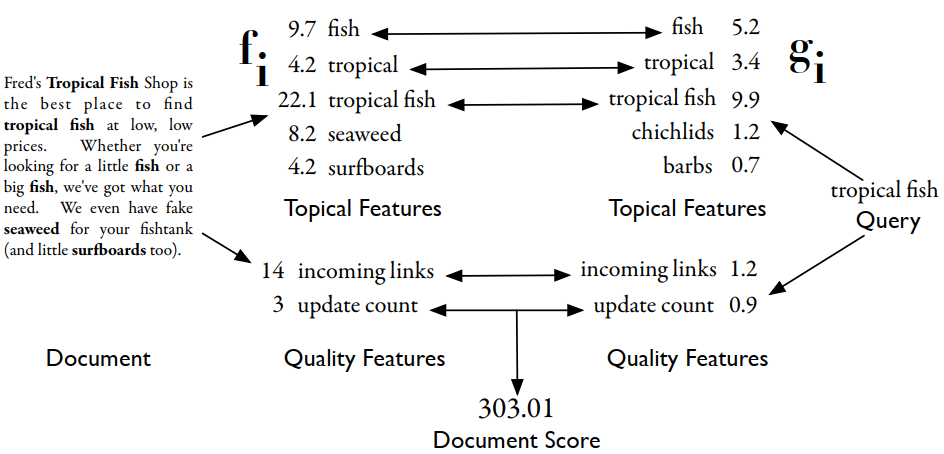 f i
9.7 fish
4.2 tropical
22.1 tropical fish
8.2 seaweed
4.2 surfboards
Topical Features
fish 5.2
tropical 3.4
tropical fish 9.9
chichlids 1.2
barbs 0.7
Topical Features
g i
Fred's Tropical Fish Shop is
the best place to find
tropical fish at low, low
prices. Whether you're
looking for a little fish or a
big fish, we've got what you
need. We even have fake
seaweed for your fishtank
(and little surfboards too).
tropical fish
Query
14 incoming links
3 update count
incoming links 1.2
update count 0.9
Document
Quality Features
Quality Features
303.01
Document Score